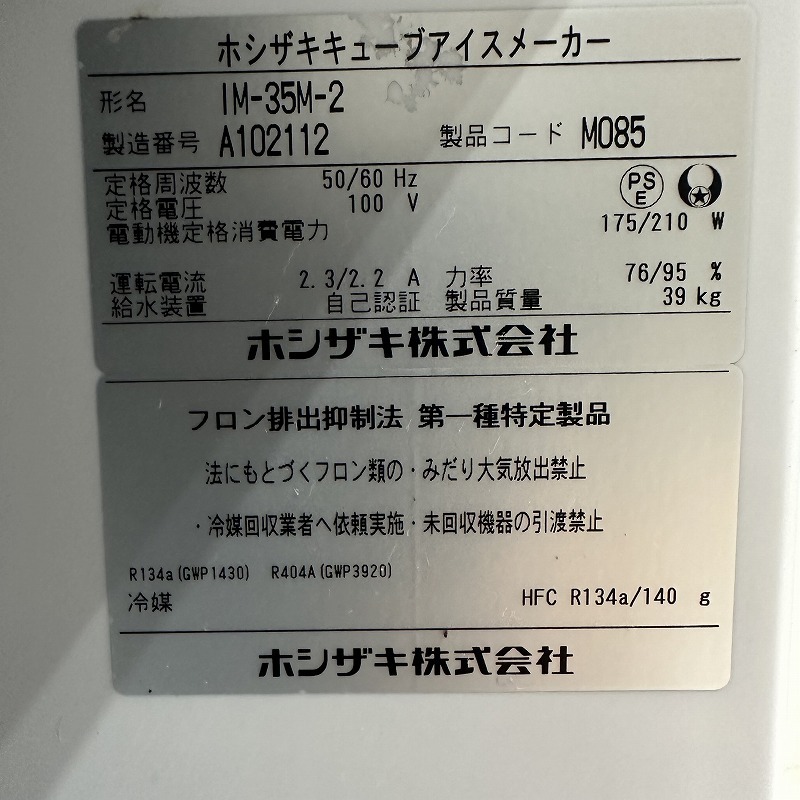 ホシザキキューブアイスメーカー
形名 IM-35M-2
製造番号 A102112 製品コード M085
定格周波数 50/60 Hz
定格電圧 100 V
PS E
電動機定格消費電力 175/210 W
運転電流 2.3/2.2 A 力率 76/95 %
給水装置 自己認証 製品質量 39 kg
ホシザキ株式会社
フロン排出抑制法 第一種特定製品
法にもとづくフロン類の・みだり大気放出禁止
・冷媒回収業者へ依頼実施・未回収機器の引渡禁止
R134a(GWP1430) R404A(GWP3920)
冷媒 HFC R134a/140 g
ホシザキ株式会社